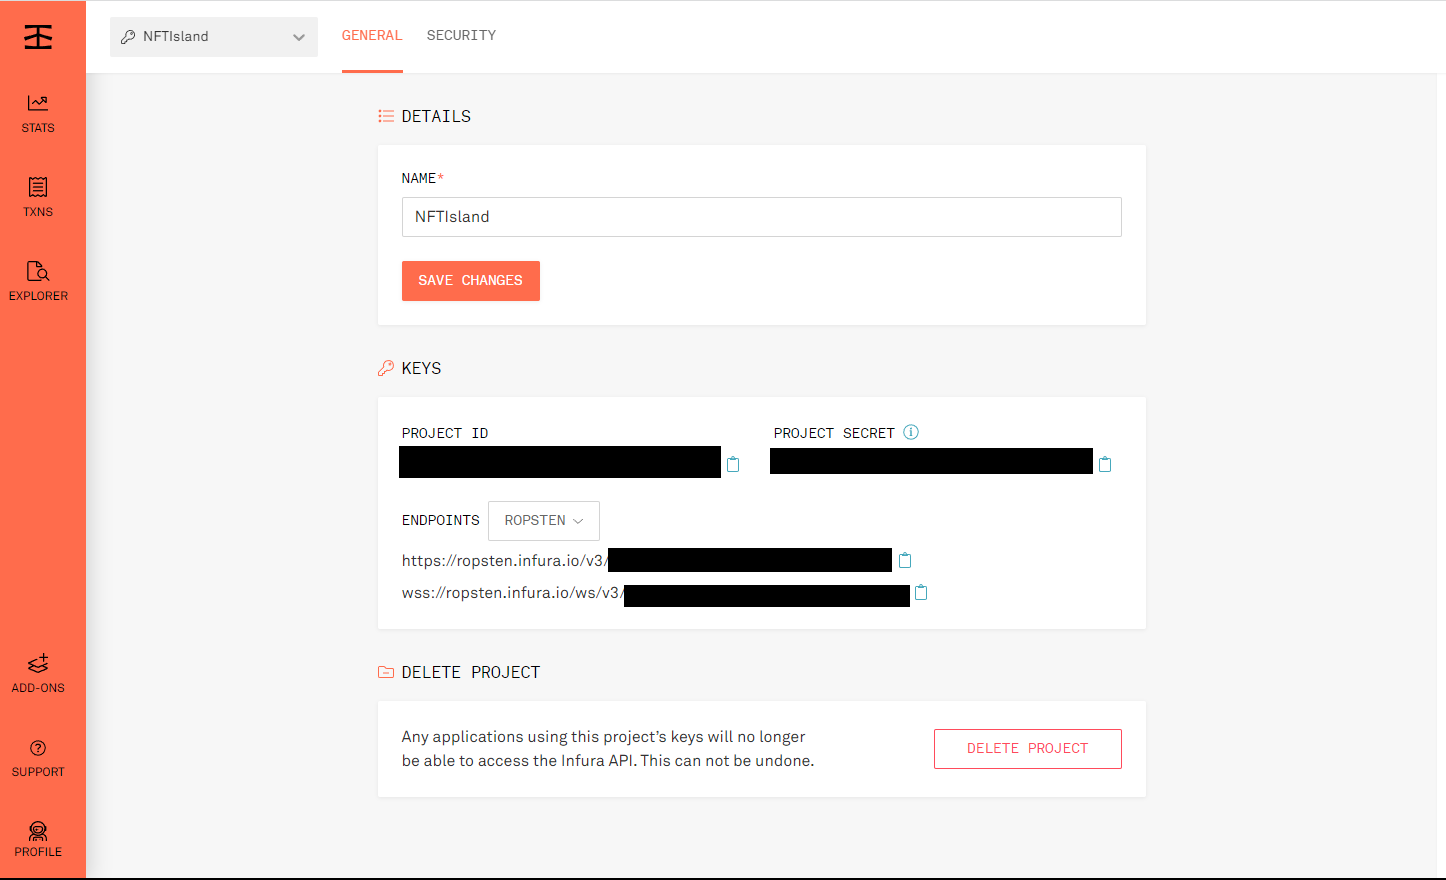 NFTIsland
GENERAL
SECURITY
STATS
TXNS
EXPLORER
ADD-ONS
SUPPORT
PROFILE
DETAILS
NAME*
NFTIsland
SAVE CHANGES
KEYS
PROJECT ID
PROJECT SECRET
ENDPOINTS
ROPSTEN
https://ropsten.infura.io/v3/
wss://ropsten.infura.io/ws/v3/
DELETE PROJECT
Any applications using this project's keys will no longer
be able to access the Infura API. This can not be undone.
DELETE PROJECT